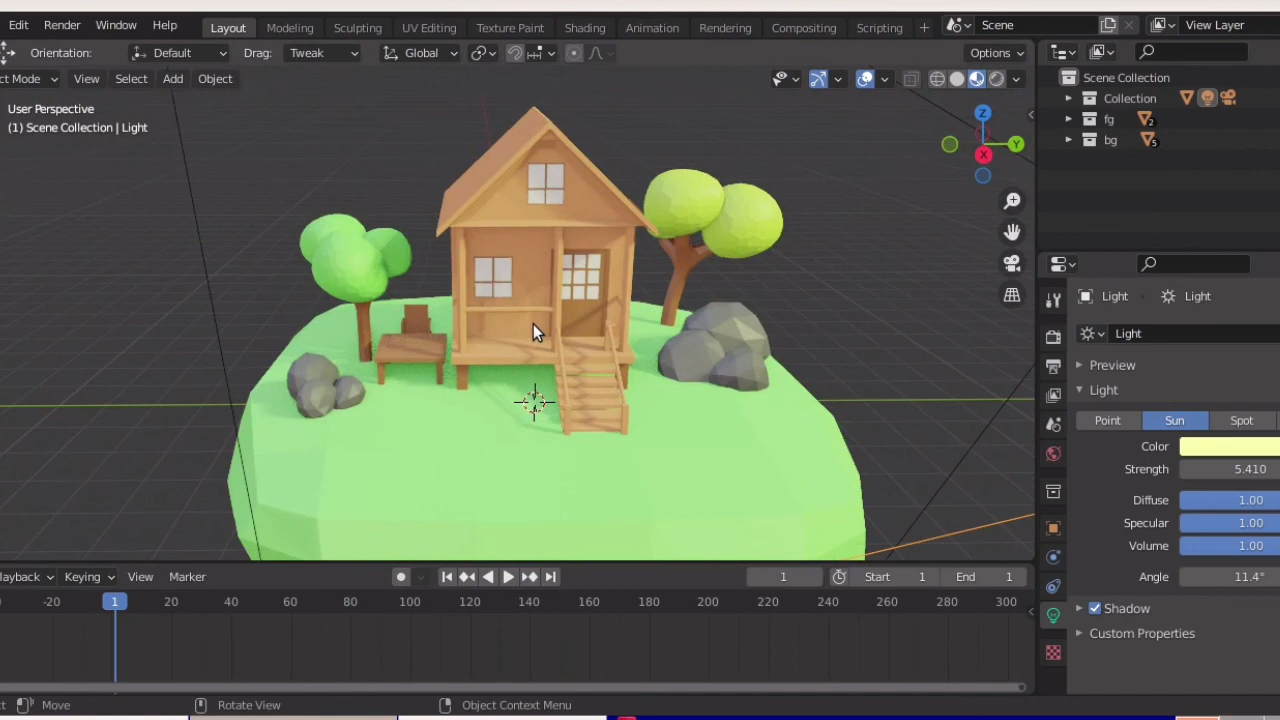 Edit Render Window Help Layout Modeling Sculpting UV Editing Texture Paint Shading Animation Rendering Compositing Scripting + Scene View Layer
Orientation: Default Drag: Tweak Global Options
ct Mode View Select Add Object
User Perspective
(1) Scene Collection | Light
Z
Y
X
Scene Collection
Collection
fg 2
bg 5
Light Light
Light
Preview
Light
Point Sun Spot
Color
Strength 5.410
Diffuse 1.00
Specular 1.00
Volume 1.00
Angle 11.4°
Shadow
Custom Properties
layback Keying View Marker 1 Start 1 End 1
-20 1 20 40 60 80 100 120 140 160 180 200 220 240 260 280 300
ct Move Rotate View Object Context Menu